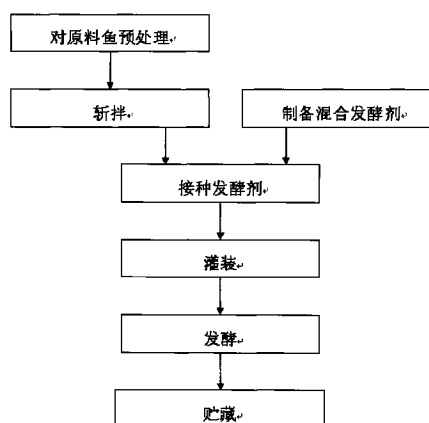 对原料鱼预处理
斩拌
制备混合发酵剂
接种发酵剂
灌装
发酵
贮藏